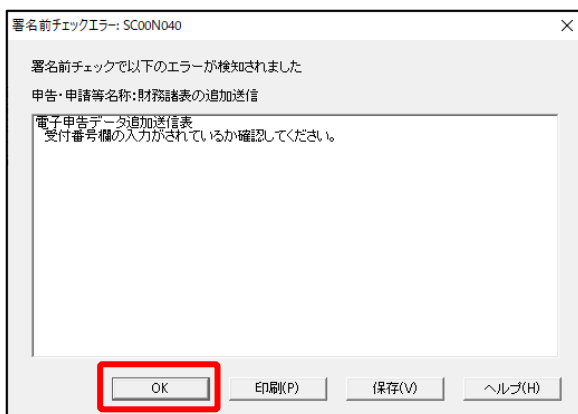 署名前チェックエラー: SC00N040
署名前チェックで以下のエラーが検知されました
申告・申請等名称:財務諸表の追加送信
電子申告データ追加送信表
受付番号欄の入力がされているか確認してください。
OK 印刷(P) 保存(V) ヘルプ(H)